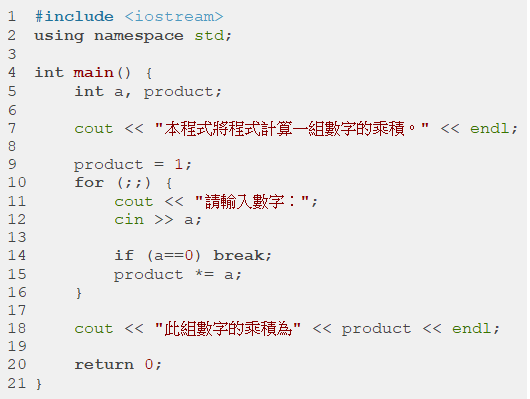 1 #include <iostream>
2 using namespace std;
3
4 int main() {
5     int a, product;
6
7     cout << "本程式將程式計算一組數字的乘積。" << endl;
8
9     product = 1;
10     for (;;) {
11         cout << "請輸入數字：";
12         cin >> a;
13
14         if (a==0) break;
15         product *= a;
16     }
17
18     cout << "此組數字的乘積為" << product << endl;
19
20     return 0;
21 }